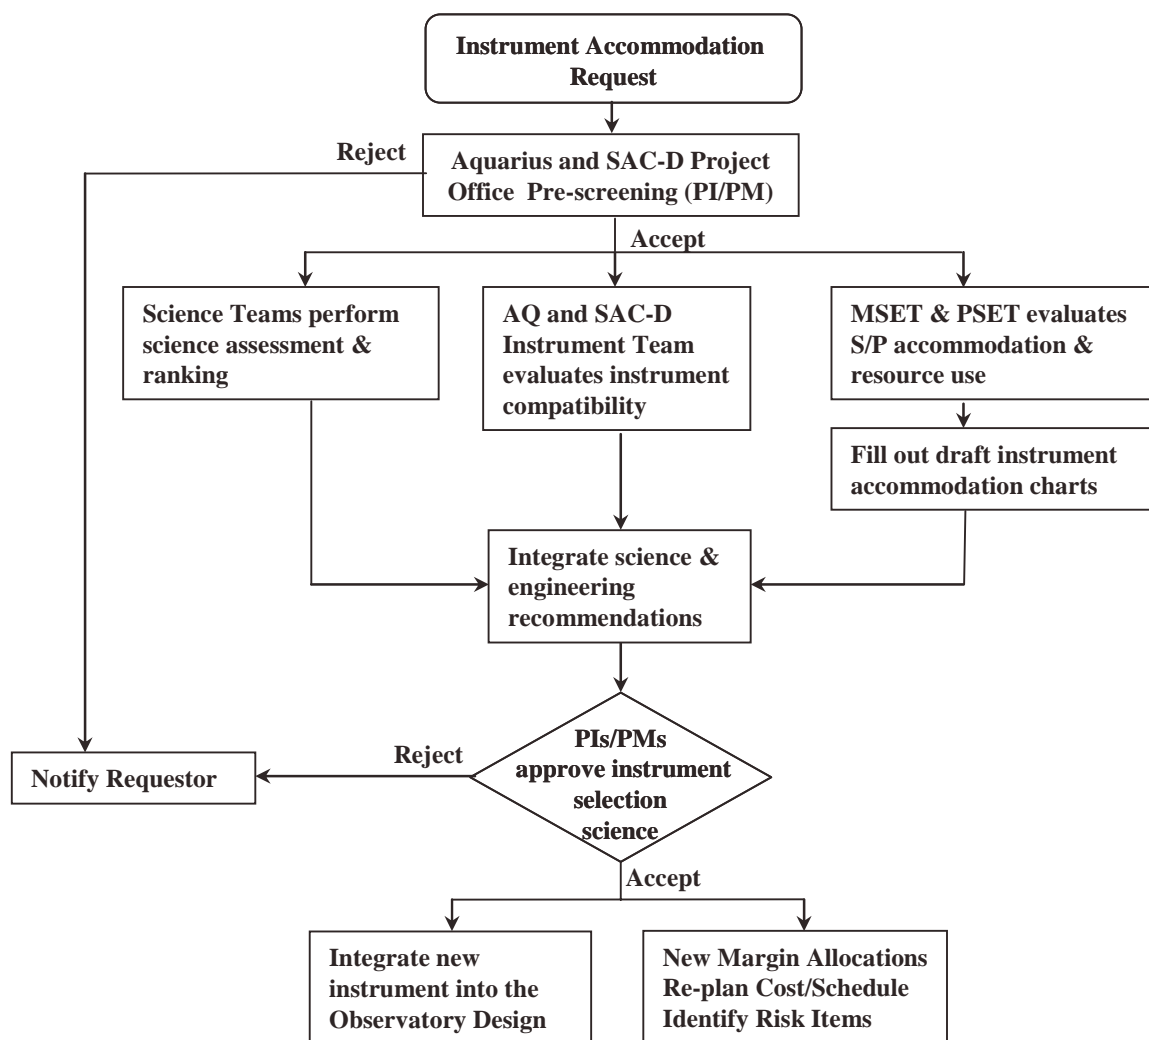 Instrument Accommodation
Request
Reject
Aquarius and SAC-D Project
Office Pre-screening (PI/PM)
Accept
Science Teams perform
science assessment &
ranking
AQ and SAC-D
Instrument Team
evaluates instrument
compatibility
MSET & PSET evaluates
S/P accommodation &
resource use
Fill out draft instrument
accommodation charts
Integrate science &
engineering
recommendations
PIs/PMs
approve instrument
selection
science
Reject
Notify Requestor
Accept
Integrate new
instrument into the
Observatory Design
New Margin Allocations
Re-plan Cost/Schedule
Identify Risk Items